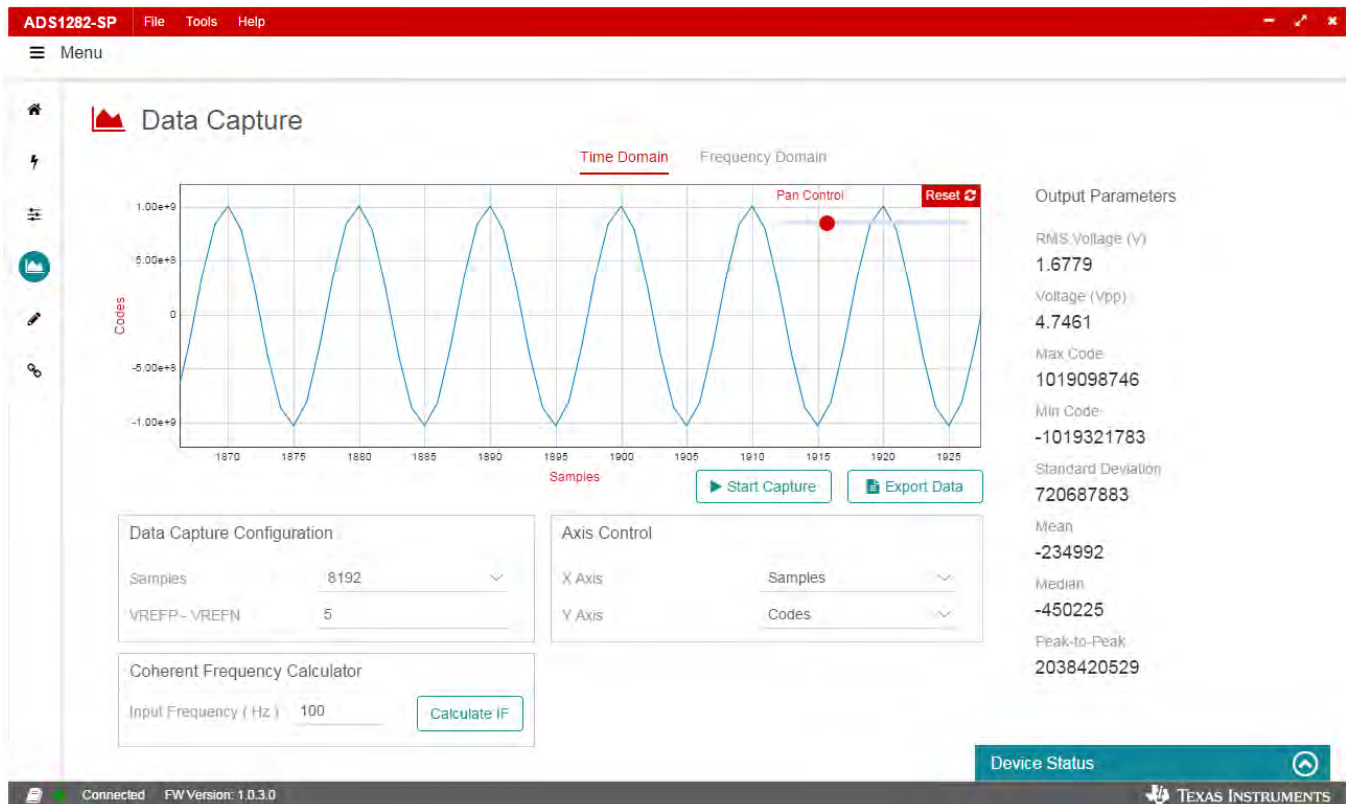 ADS1282-SP File Tools Help
Menu
Data Capture
Time Domain Frequency Domain
Pan Control
Reset
1.00e+9
5.00e+8
0
-5.00e+8
-1.00e+9
Codes
1870 1875 1880 1885 1890 1895 1900 1905 1910 1915 1920 1925
Samples
Start Capture
Export Data
Output Parameters
RMS Voltage (V)
1.6779
Voltage (Vpp)
4.7461
Max Code
1019098746
Min Code
-1019321783
Standard Deviation
720687883
Mean
-234992
Median
-450225
Peak-to-Peak
2038420529
Data Capture Configuration
Samples 8192
VREFP - VREFN 5
Axis Control
X Axis Samples
Y Axis Codes
Coherent Frequency Calculator
Input Frequency ( Hz ) 100
Calculate IF
Device Status
Connected FW Version: 1.0.3.0
TEXAS INSTRUMENTS